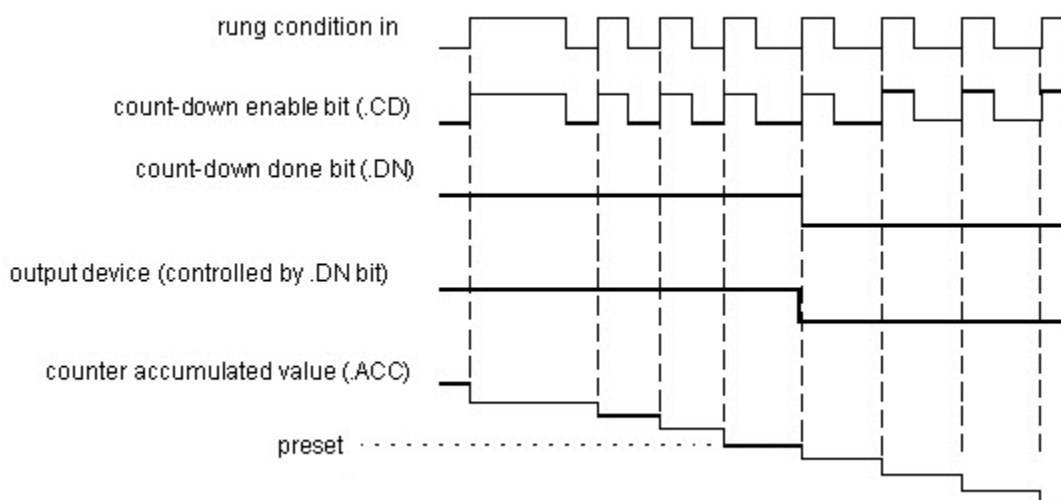 rung condition in
count-down enable bit (.CD)
count-down done bit (.DN)
output device (controlled by .DN bit)
counter accumulated value (.ACC)
preset